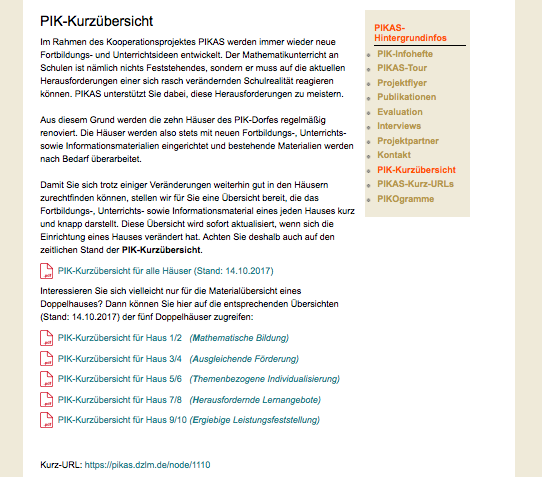 PIK-Kurzübersicht
Im Rahmen des Kooperationsprojektes PIKAS werden immer wieder neue
Fortbildungs- und Unterrichtsideen entwickelt. Der Mathematikunterricht an
Schulen ist nämlich nichts Feststehendes, sondern er muss auf die aktuellen
Herausforderungen einer sich rasch verändernden Schulrealität reagieren
können. PIKAS unterstützt Sie dabei, diese Herausforderungen zu meistern.
Aus diesem Grund werden die zehn Häuser des PIK-Dorfes regelmäßig
renoviert. Die Häuser werden also stets mit neuen Fortbildungs-, Unterrichts-
sowie Informationsmaterialien eingerichtet und bestehende Materialien werden
nach Bedarf überarbeitet.
Damit Sie sich trotz einiger Veränderungen weiterhin gut in den Häusern
zurechtfinden können, stellen wir für Sie eine Übersicht bereit, die das
Fortbildungs-, Unterrichts- sowie Informationsmaterial eines jeden Hauses kurz
und knapp darstellt. Diese Übersicht wird sofort aktualisiert, wenn sich die
Einrichtung eines Hauses verändert hat. Achten Sie deshalb auch auf den
zeitlichen Stand der PIK-Kurzübersicht.
PIK-Kurzübersicht für alle Häuser (Stand: 14.10.2017)
Interessieren Sie sich vielleicht nur für die Materialübersicht eines
Doppelhauses? Dann können Sie hier auf die entsprechenden Übersichten
(Stand: 14.10.2017) der fünf Doppelhäuser zugreifen:
PIK-Kurzübersicht für Haus 1/2 (Mathematische Bildung)
PIK-Kurzübersicht für Haus 3/4 (Ausgleichende Förderung)
PIK-Kurzübersicht für Haus 5/6 (Themenbezogene Individualisierung)
PIK-Kurzübersicht für Haus 7/8 (Herausfordernde Lernangebote)
PIK-Kurzübersicht für Haus 9/10 (Ergiebige Leistungsfeststellung)
Kurz-URL: https://pikas.dzlm.de/node/1110
PIKAS-
Hintergrundinfos
PIK-Infohefte
PIKAS-Tour
Projektflyer
Publikationen
Evaluation
Interviews
Projektpartner
Kontakt
PIK-Kurzübersicht
PIKAS-Kurz-URLs
PIKOgramme